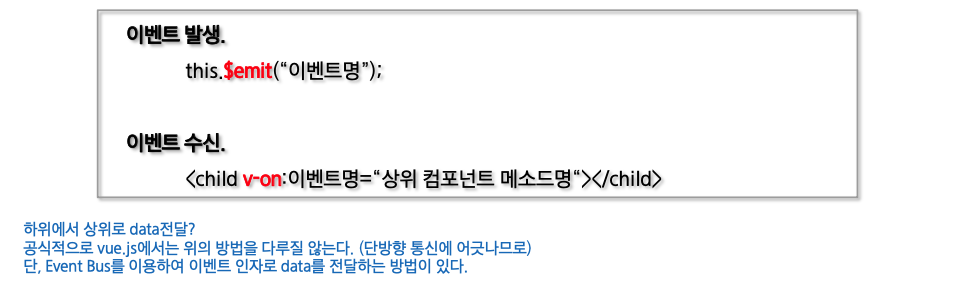 이벤트 발생.
this.$emit(“이벤트명”);
이벤트 수신.
<child v-on:이벤트명=“상위 컴포넌트 메소드명“></child>
하위에서 상위로 data전달?
공식적으로 vue.js에서는 위의 방법을 다루질 않는다. (단방향 통신에 어긋나므로)
단, Event Bus를 이용하여 이벤트 인자로 data를 전달하는 방법이 있다.